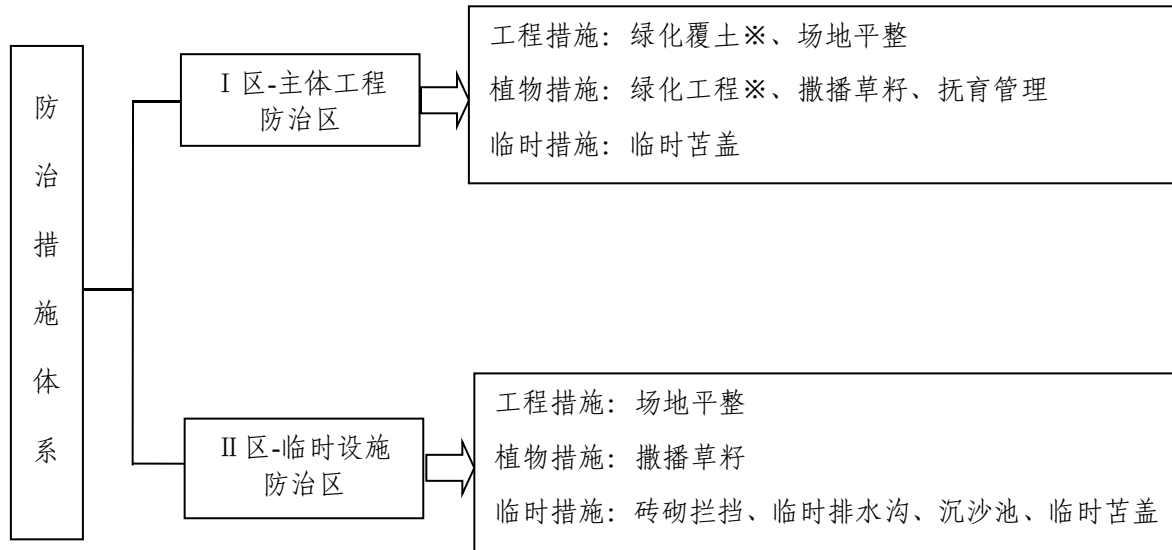 防治措施体系
Ⅰ区-主体工程
防治区
工程措施：绿化覆土※、场地平整
植物措施：绿化工程※、撒播草籽、抚育管理
临时措施：临时苫盖
Ⅱ区-临时设施
防治区
工程措施：场地平整
植物措施：撒播草籽
临时措施：砖砌拦挡、临时排水沟、沉沙池、临时苫盖